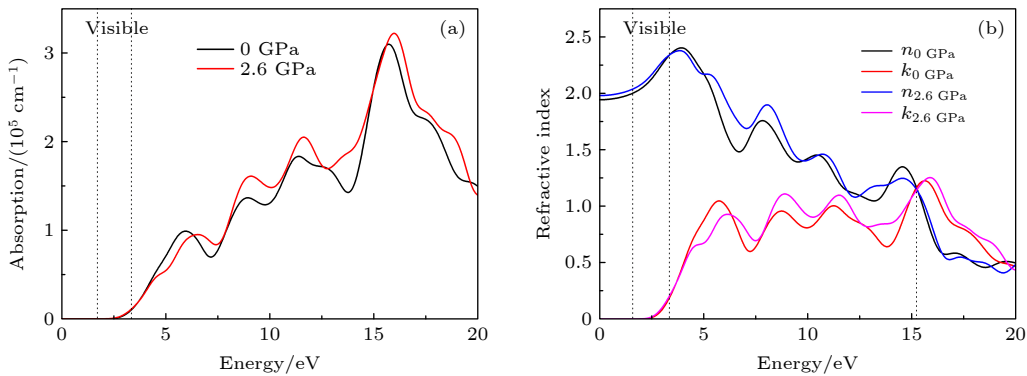 Visible
(a)
0 GPa
2.6 GPa
3
2
1
0
0 5 10 15 20
Absorption/(10⁵ cm⁻¹)
Energy/eV
Visible
(b)
n₀ GPa
k₀ GPa
n₂.₆ GPa
k₂.₆ GPa
2.5
2.0
1.5
1.0
0.5
0
0 5 10 15 20
Refractive index
Energy/eV